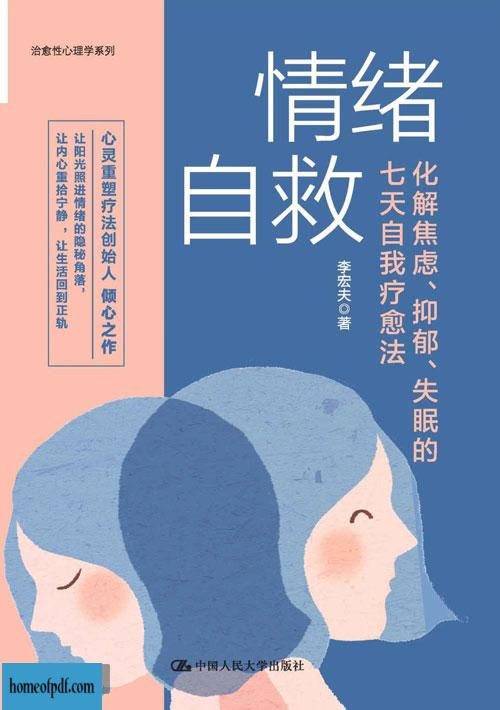 治愈性心理学系列
情绪
自救
化解焦虑、抑郁、失眠的
七天自我疗愈法
李宏夫◎著
心灵重塑疗法创始人 倾心之作
让阳光照进情绪的隐秘角落，
让内心重拾宁静，让生活回到正轨
中国人民大学出版社
homeofpdf.com